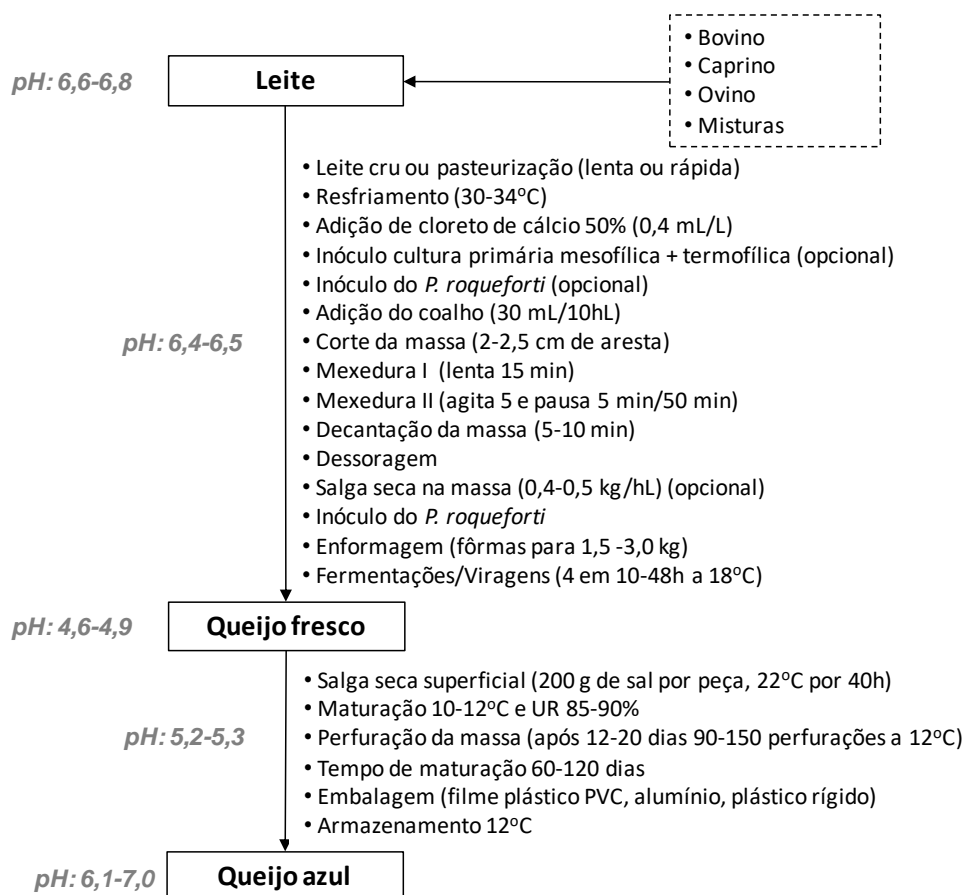 • Bovino
• Caprino
• Ovino
• Misturas
pH: 6,6-6,8
Leite
• Leite cru ou pasteurização (lenta ou rápida)
• Resfriamento (30-34°C)
• Adição de cloreto de cálcio 50% (0,4 mL/L)
• Inóculo cultura primária mesofílica + termofílica (opcional)
• Inóculo do P. roqueforti (opcional)
• Adição do coalho (30 mL/10hL)
pH: 6,4-6,5
• Corte da massa (2-2,5 cm de aresta)
• Mexedura I (lenta 15 min)
• Mexedura II (agita 5 e pausa 5 min/50 min)
• Decantação da massa (5-10 min)
• Dessoragem
• Salga seca na massa (0,4-0,5 kg/hL) (opcional)
• Inóculo do P. roqueforti
• Enformagem (fôrmas para 1,5 -3,0 kg)
• Fermentações/Viragens (4 em 10-48h a 18°C)
pH: 4,6-4,9
Queijo fresco
• Salga seca superficial (200 g de sal por peça, 22°C por 40h)
• Maturação 10-12°C e UR 85-90%
pH: 5,2-5,3
• Perfuração da massa (após 12-20 dias 90-150 perfurações a 12°C)
• Tempo de maturação 60-120 dias
• Embalagem (filme plástico PVC, alumínio, plástico rígido)
• Armazenamento 12°C
pH: 6,1-7,0
Queijo azul